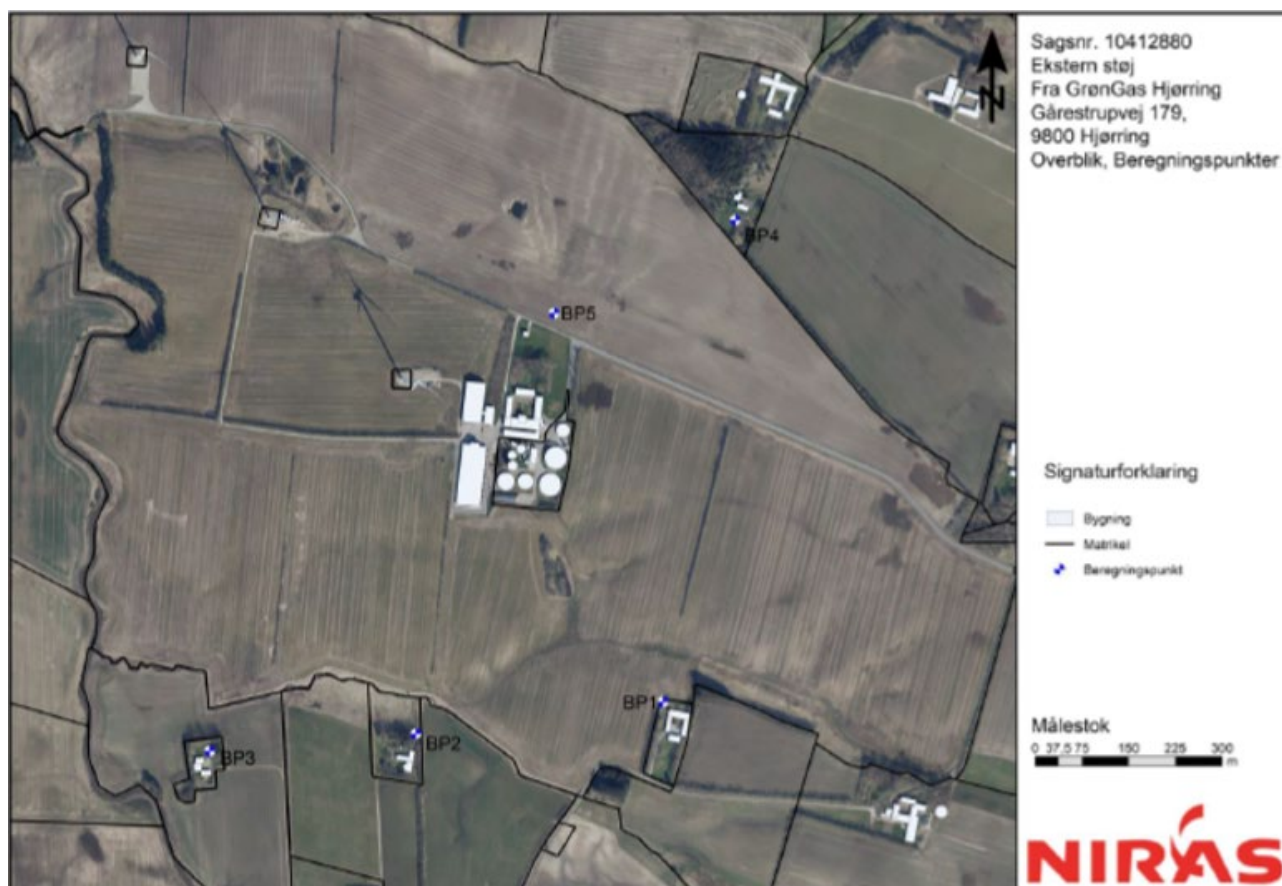 Sagsnr. 10412880
Ekstern støj
Fra GrønGas Hjørring
Gårestrupvej 179,
9800 Hjørring
Overblik, Beregningspunkter
N
BP4
BP5
BP1
BP2
BP3
Signaturforklaring
Bygning
Matrikel
Beregningspunkt
Målestok
0 37,5 75 150 225 300
m
NIRAS